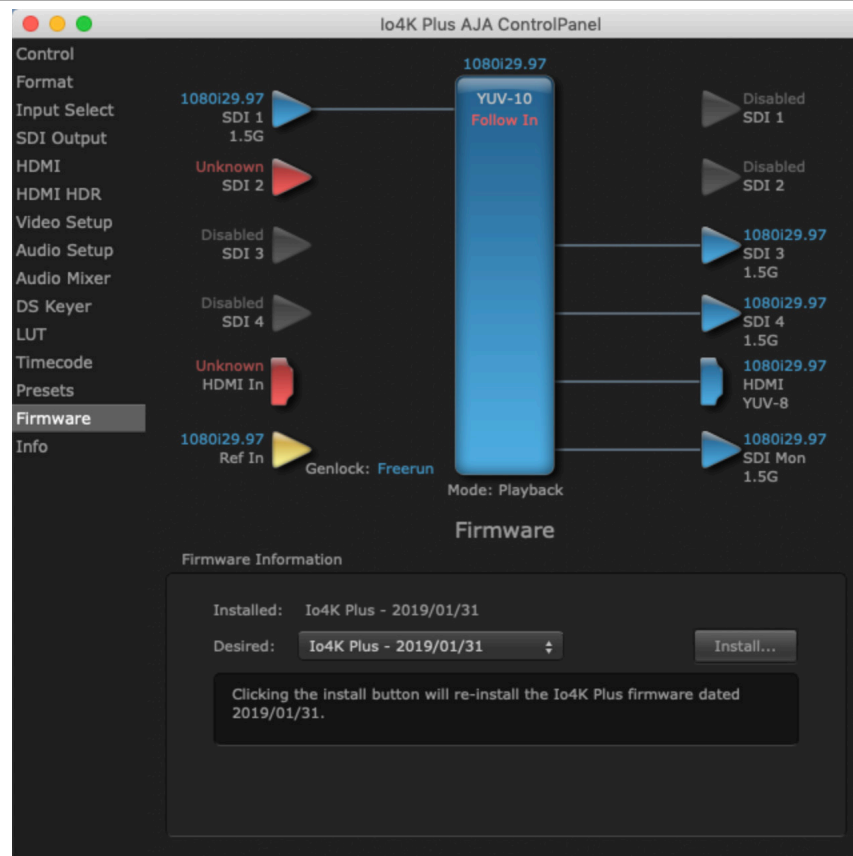 Io4K Plus AJA ControlPanel
Control
Format
Input Select
SDI Output
HDMI
HDMI HDR
Video Setup
Audio Setup
Audio Mixer
DS Keyer
LUT
Timecode
Presets
Firmware
Info
1080i29.97
YUV-10
Follow In
1080i29.97
SDI 1
1.5G
Unknown
SDI 2
Disabled
SDI 3
Disabled
SDI 4
Unknown
HDMI In
1080i29.97
Ref In
Genlock: Freerun
Mode: Playback
Disabled
SDI 1
Disabled
SDI 2
1080i29.97
SDI 3
1.5G
1080i29.97
SDI 4
1.5G
1080i29.97
HDMI
YUV-8
1080i29.97
SDI Mon
1.5G
Firmware
Firmware Information
Installed: Io4K Plus - 2019/01/31
Desired: Io4K Plus - 2019/01/31 Install...
Clicking the install button will re-install the Io4K Plus firmware dated
2019/01/31.